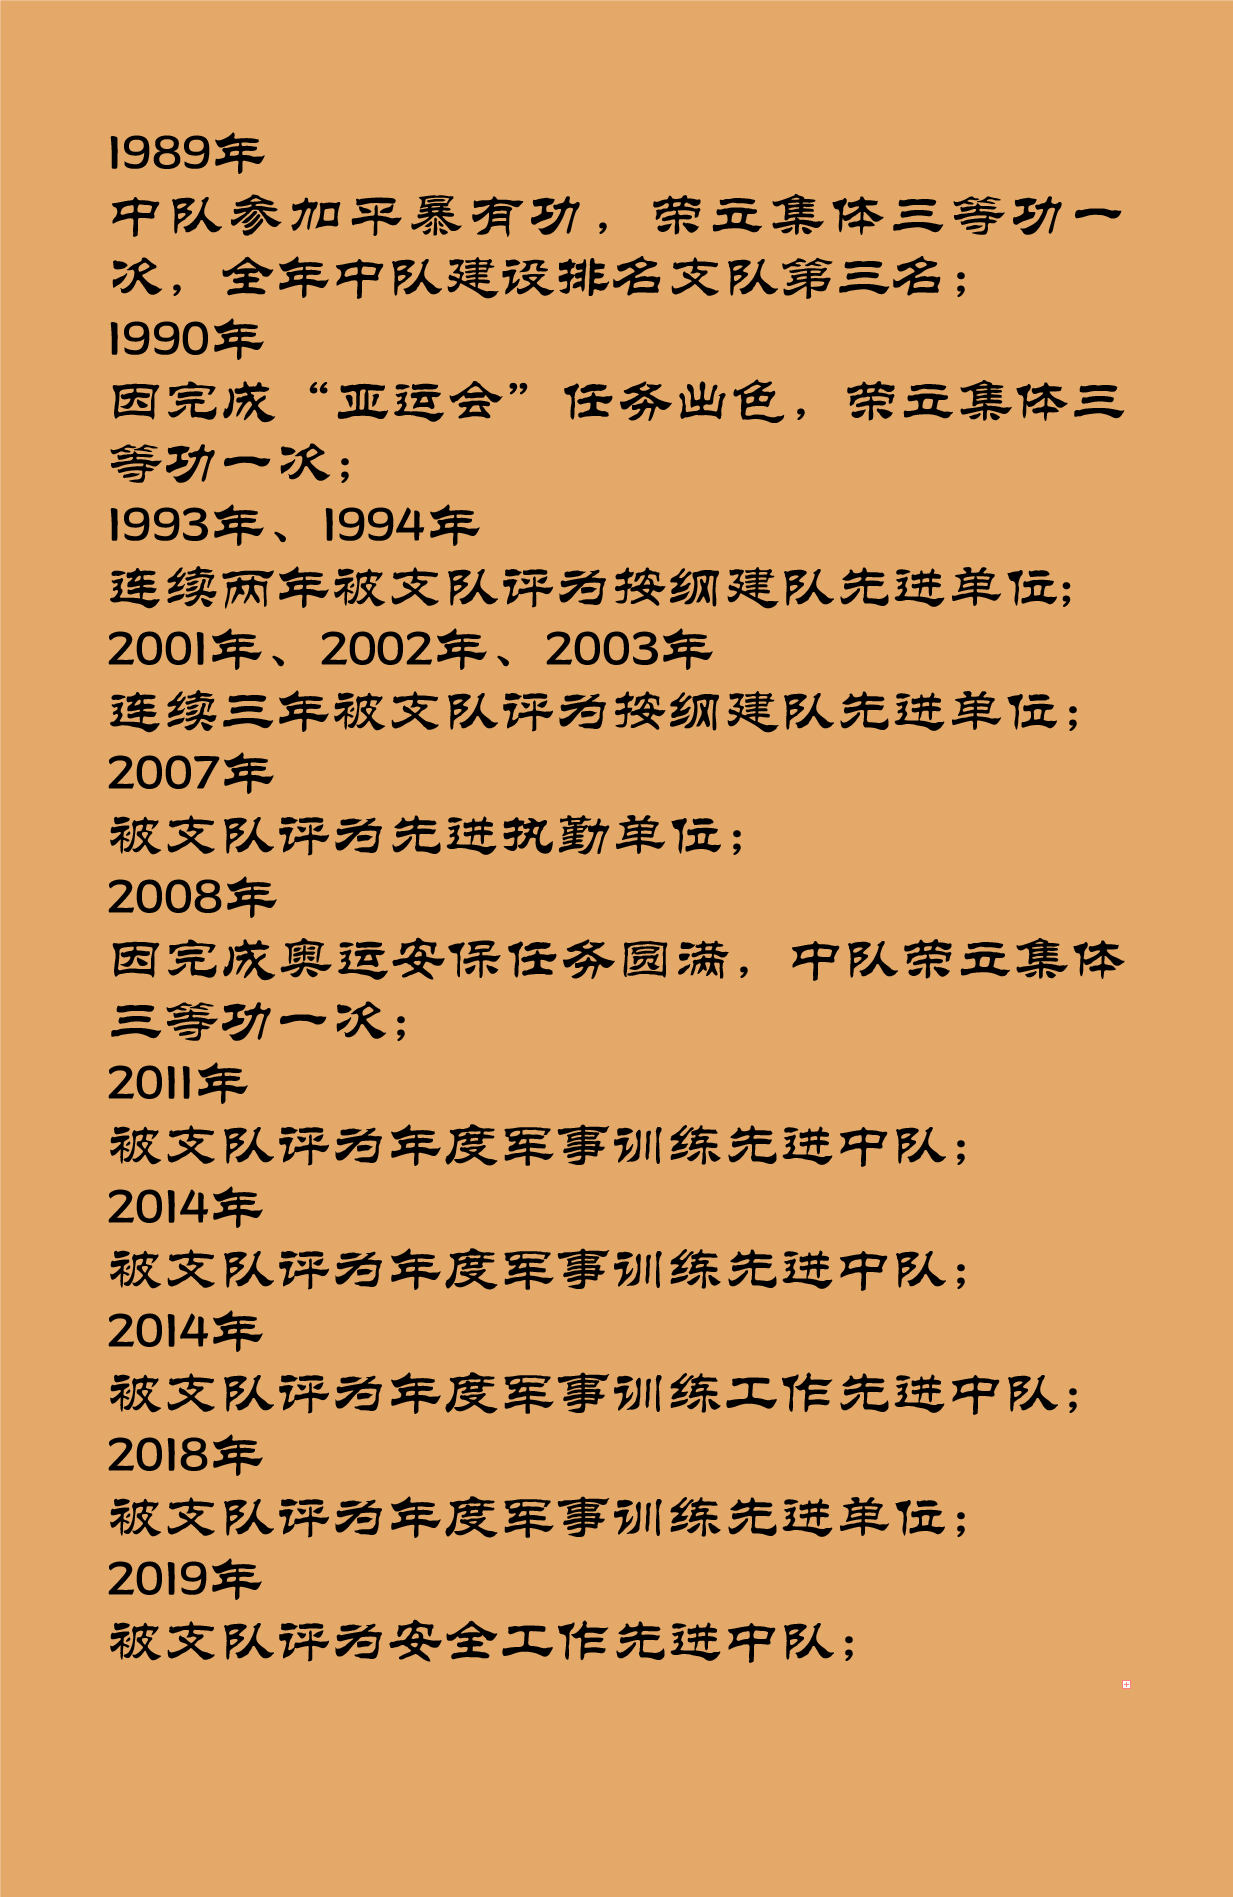 1989年
中队参加平暴有功，荣立集体三等功一
次，全年中队建设排名支队第三名；
1990年
因完成“亚运会”任务出色，荣立集体三
等功一次；
1993年、1994年
连续两年被支队评为按纲建队先进单位；
2001年、2002年、2003年
连续三年被支队评为按纲建队先进单位；
2007年
被支队评为先进执勤单位；
2008年
因完成奥运安保任务圆满，中队荣立集体
三等功一次；
2011年
被支队评为年度军事训练先进中队；
2014年
被支队评为年度军事训练先进中队；
2014年
被支队评为年度军事训练工作先进中队；
2018年
被支队评为年度军事训练先进单位；
2019年
被支队评为安全工作先进中队；